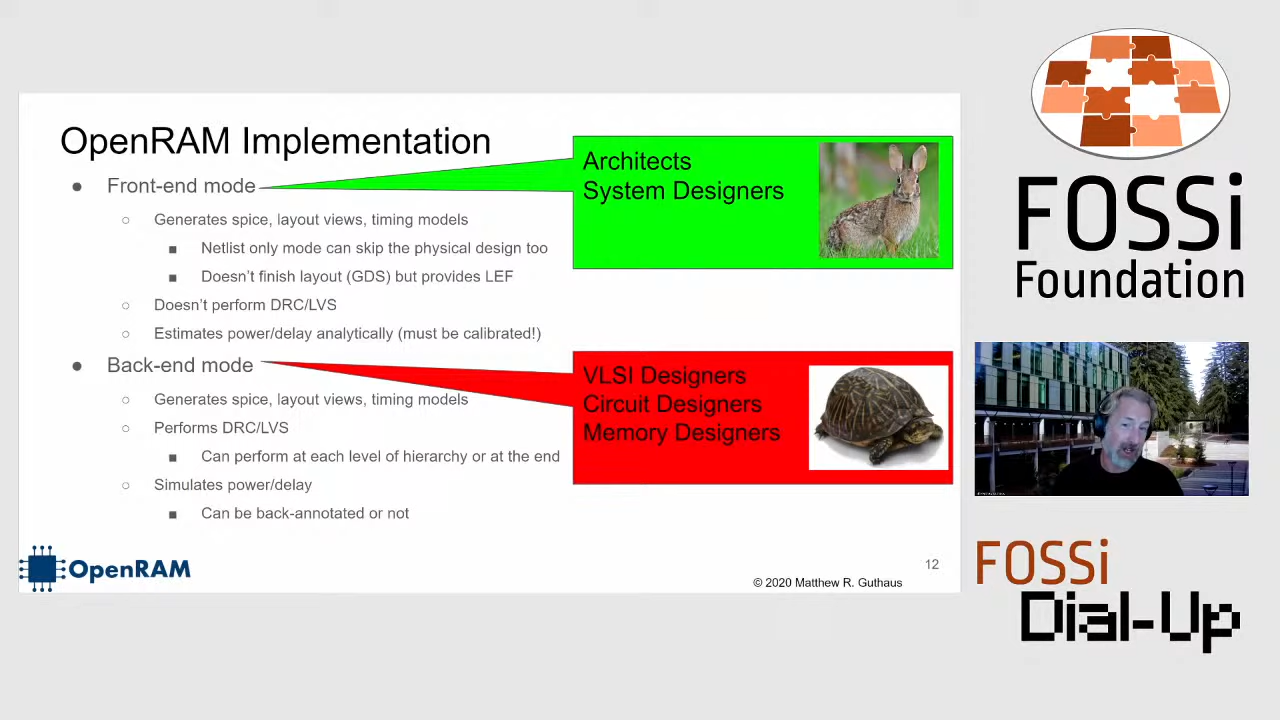 OpenRAM Implementation
● Front-end mode
○ Generates spice, layout views, timing models
■ Netlist only mode can skip the physical design too
■ Doesn’t finish layout (GDS) but provides LEF
○ Doesn’t perform DRC/LVS
○ Estimates power/delay analytically (must be calibrated!)
● Back-end mode
○ Generates spice, layout views, timing models
○ Performs DRC/LVS
■ Can perform at each level of hierarchy or at the end
○ Simulates power/delay
■ Can be back-annotated or not
Architects
System Designers
VLSI Designers
Circuit Designers
Memory Designers
OpenRAM
12
© 2020 Matthew R. Guthaus
FOSSi
Foundation
FOSSi
Dial-Up